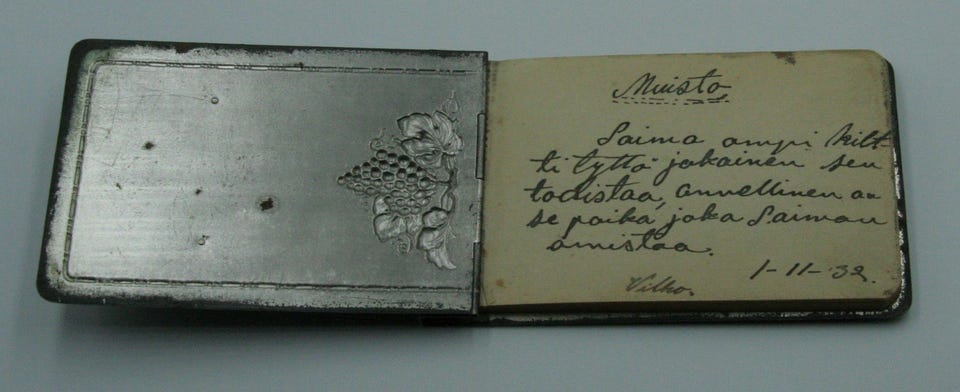 Muisto
Saima ompi kilt-
ti tyttö jokainen sen
todistaa, onnellinen on
se poika, joka Saiman
omistaa.
1-11-32.
Vilho.